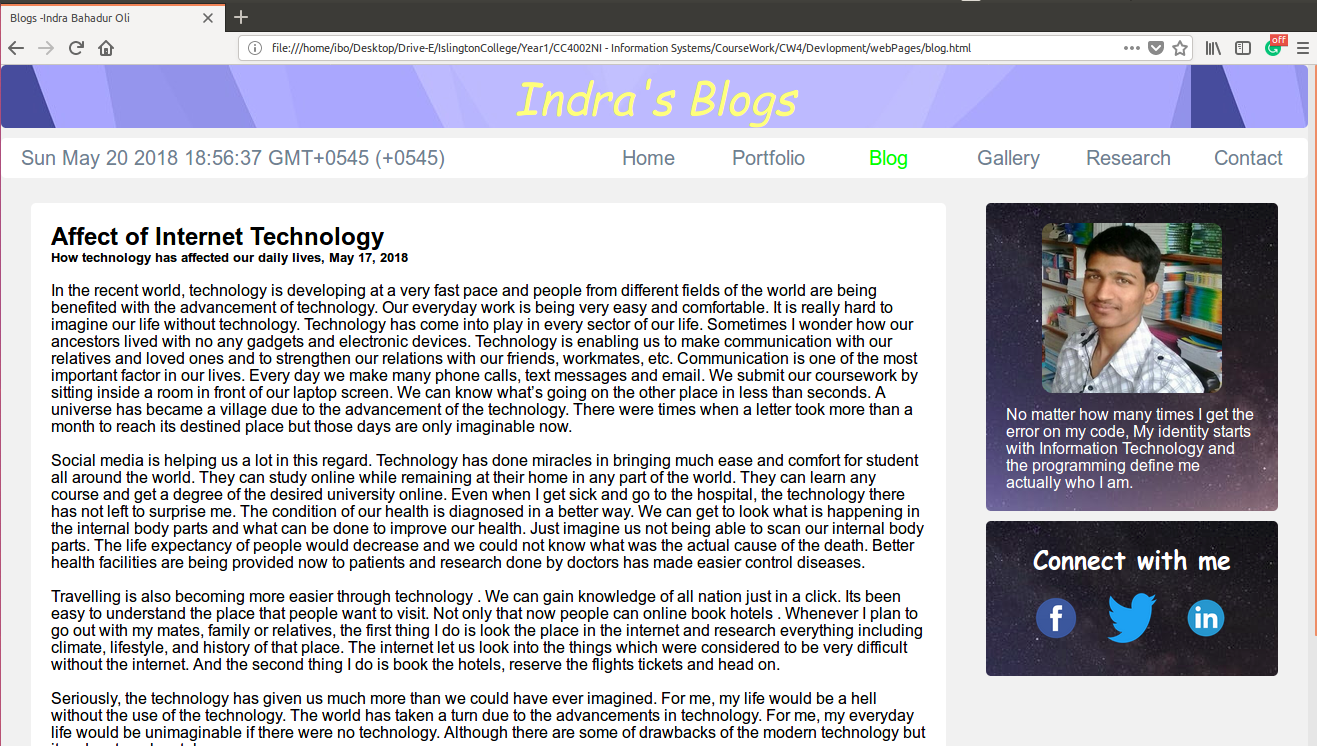 Blogs -Indra Bahadur Oli
file:///home/ibo/Desktop/Drive-E/IslingtonCollege/Year1/CC4002NI - Information Systems/CourseWork/CW4/Devlopment/webPages/blog.html
off
Indra's Blogs
Sun May 20 2018 18:56:37 GMT+0545 (+0545)
Home
Portfolio
Blog
Gallery
Research
Contact
Affect of Internet Technology
How technology has affected our daily lives, May 17, 2018
In the recent world, technology is developing at a very fast pace and people from different fields of the world are being
benefited with the advancement of technology. Our everyday work is being very easy and comfortable. It is really hard to
imagine our life without technology. Technology has come into play in every sector of our life. Sometimes I wonder how our
ancestors lived with no any gadgets and electronic devices. Technology is enabling us to make communication with our
relatives and loved ones and to strengthen our relations with our friends, workmates, etc. Communication is one of the most
important factor in our lives. Every day we make many phone calls, text messages and email. We submit our coursework by
sitting inside a room in front of our laptop screen. We can know what's going on the other place in less than seconds. A
universe has became a village due to the advancement of the technology. There were times when a letter took more than a
month to reach its destined place but those days are only imaginable now.
Social media is helping us a lot in this regard. Technology has done miracles in bringing much ease and comfort for student
all around the world. They can study online while remaining at their home in any part of the world. They can learn any
course and get a degree of the desired university online. Even when I get sick and go to the hospital, the technology there
has not left to surprise me. The condition of our health is diagnosed in a better way. We can get to look what is happening in
the internal body parts and what can be done to improve our health. Just imagine us not being able to scan our internal body
parts. The life expectancy of people would decrease and we could not know what was the actual cause of the death. Better
health facilities are being provided now to patients and research done by doctors has made easier control diseases.
Travelling is also becoming more easier through technology . We can gain knowledge of all nation just in a click. Its been
easy to understand the place that people want to visit. Not only that now people can online book hotels . Whenever I plan to
go out with my mates, family or relatives, the first thing I do is look the place in the internet and research everything including
climate, lifestyle, and history of that place. The internet let us look into the things which were considered to be very difficult
without the internet. And the second thing I do is book the hotels, reserve the flights tickets and head on.
Seriously, the technology has given us much more than we could have ever imagined. For me, my life would be a hell
without the use of the technology. The world has taken a turn due to the advancements in technology. For me, my everyday
life would be unimaginable if there were no technology. Although there are some of drawbacks of the modern technology but
No matter how many times I get the
error on my code, My identity starts
with Information Technology and
the programming define me
actually who I am.
Connect with me
f
in